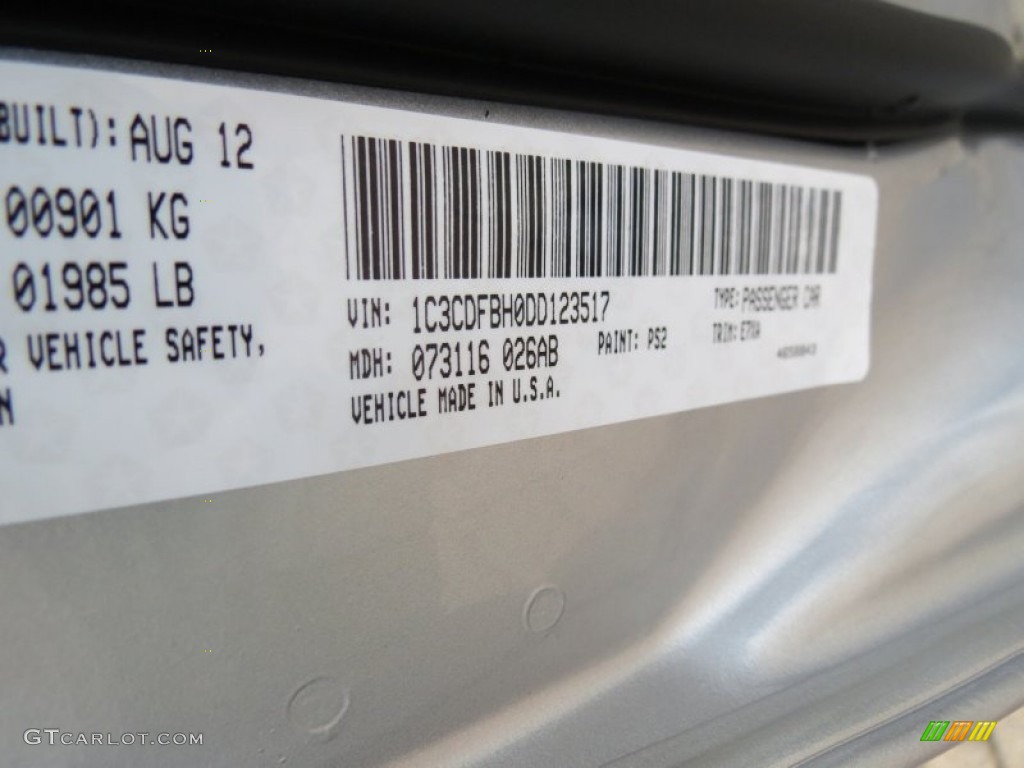 BUILT): AUG 12
00901 KG
01985 LB
VEHICLE SAFETY,
N
VIN: 1C3CDFBH0DD123517
TYPE: PASSENGER CAR
MDH: 073116 026AB
PAINT: PS2
TRIM: E7XA
VEHICLE MADE IN U.S.A.
GTCARLOT.COM